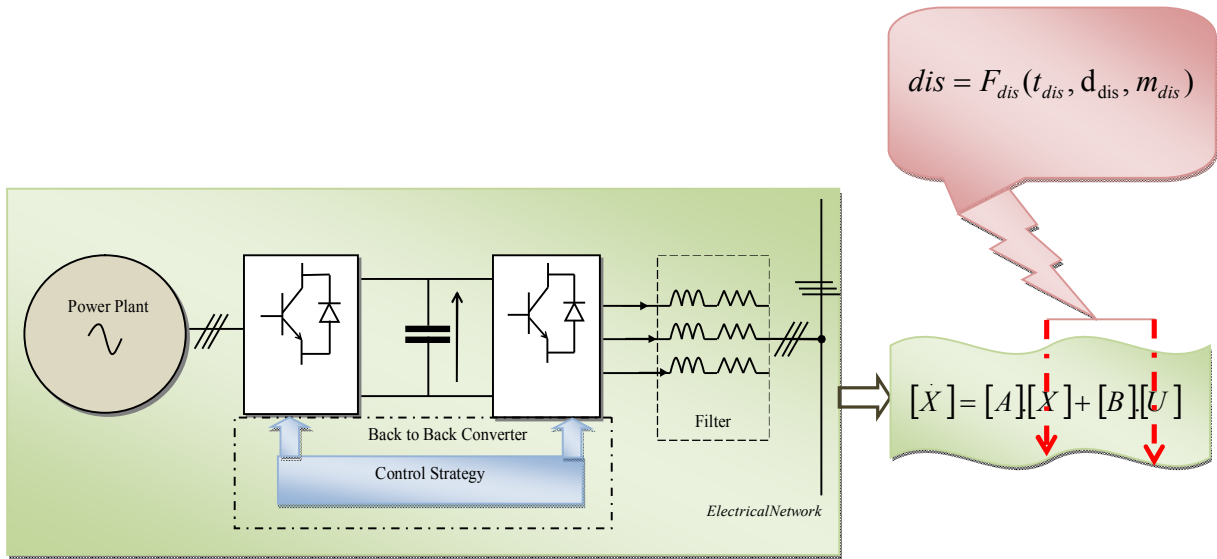 dis = F_dis(t_dis, d_dis, m_dis)
Power Plant
Back to Back Converter
Control Strategy
Filter
ElectricalNetwork
[Ẋ] = [A].[X] + [B].[U]